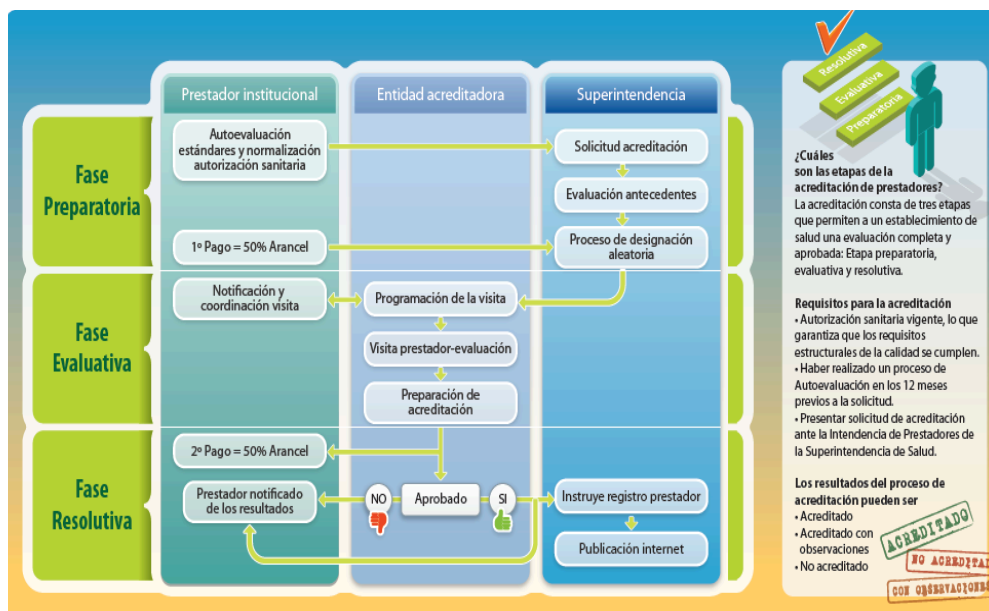 Prestador institucional
Entidad acreditadora
Superintendencia
Fase
Preparatoria
Autoevaluación
estándares y normalización
autorización sanitaria
Solicitud acreditación
Evaluación antecedentes
1º Pago = 50% Arancel
Proceso de designación
aleatoria
Fase
Evaluativa
Notificación y
coordinación visita
Programación de la visita
Visita prestador-evaluación
Preparación de
acreditación
Fase
Resolutiva
2º Pago = 50% Arancel
Prestador notificado
de los resultados
NO
Aprobado
SI
Instruye registro prestador
Publicación internet
Resolutiva
Evaluativa
Preparatoria
¿Cuáles
son las etapas de la
acreditación de prestadores?
La acreditación consta de tres etapas
que permiten a un establecimiento de
salud una evaluación completa y
aprobada: Etapa preparatoria,
evaluativa y resolutiva.
Requisitos para la acreditación
• Autorización sanitaria vigente, lo que
garantiza que los requisitos
estructurales de la calidad se cumplen.
• Haber realizado un proceso de
Autoevaluación en los 12 meses
previos a la solicitud.
• Presentar solicitud de acreditación
ante la Intendencia de Prestadores de
la Superintendencia de Salud.
Los resultados del proceso de
acreditación pueden ser
• Acreditado
• Acreditado con
observaciones
• No acreditado
ACREDITADO
NO ACREDITA
CON OBSERVACIONES